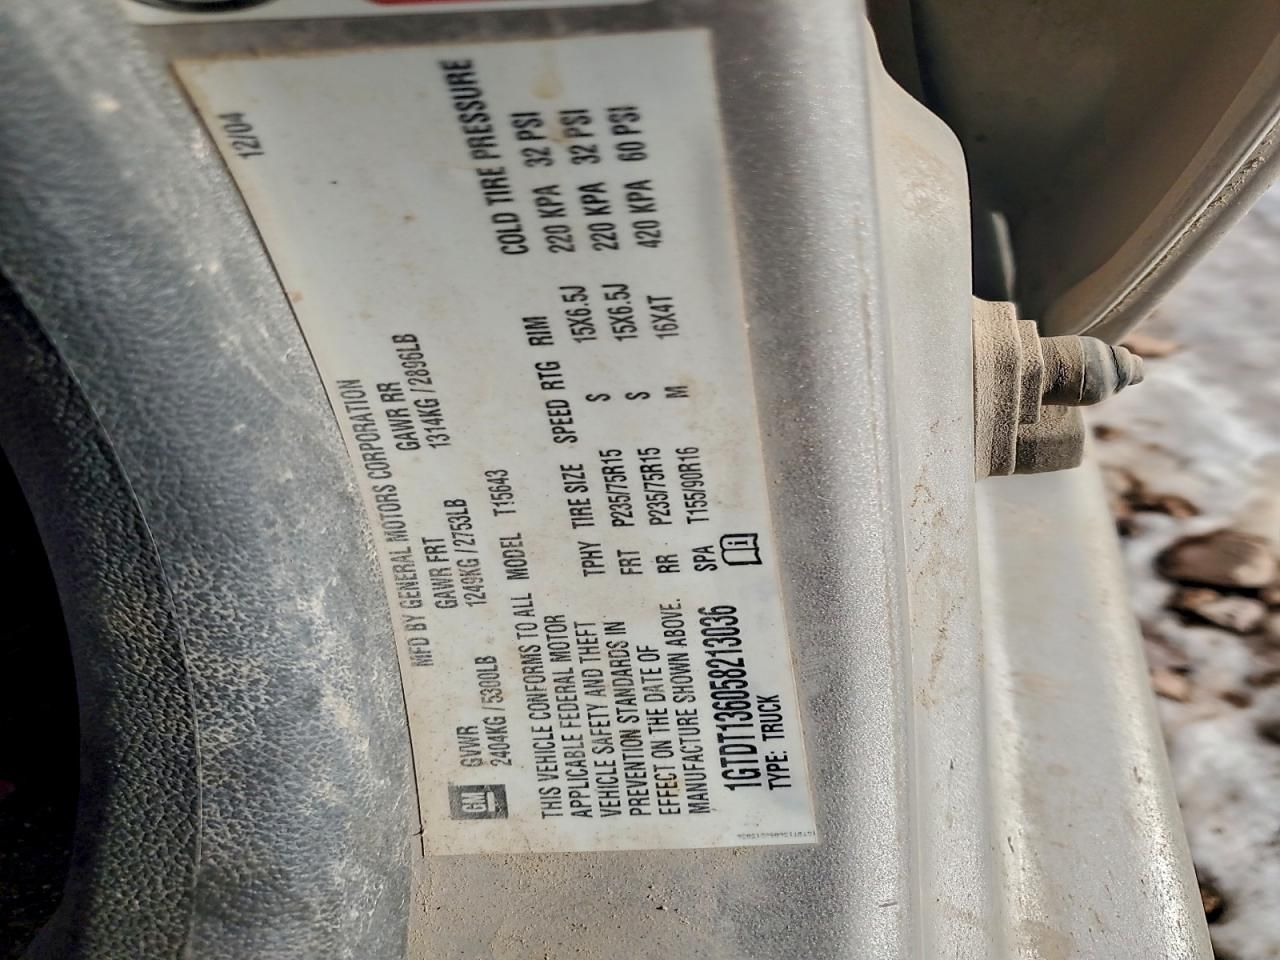 12/04
MFD BY GENERAL MOTORS CORPORATION
GM
GVWR GAWR FRT GAWR RR
2404KG / 5300LB 1249KG / 2753LB 1314KG / 2896LB
THIS VEHICLE CONFORMS TO ALL
APPLICABLE FEDERAL MOTOR
VEHICLE SAFETY AND THEFT
PREVENTION STANDARDS IN
EFFECT ON THE DATE OF
MANUFACTURE SHOWN ABOVE.
MODEL T15643
TPHY TIRE SIZE SPEED RTG RIM COLD TIRE PRESSURE
FRT P235/75R15 S 15X6.5J 220 KPA 32 PSI
RR P235/75R15 S 15X6.5J 220 KPA 32 PSI
SPA T155/90R16 M 16X4T 420 KPA 60 PSI
1GTDT136058213036
TYPE: TRUCK
1GTDT136058213036